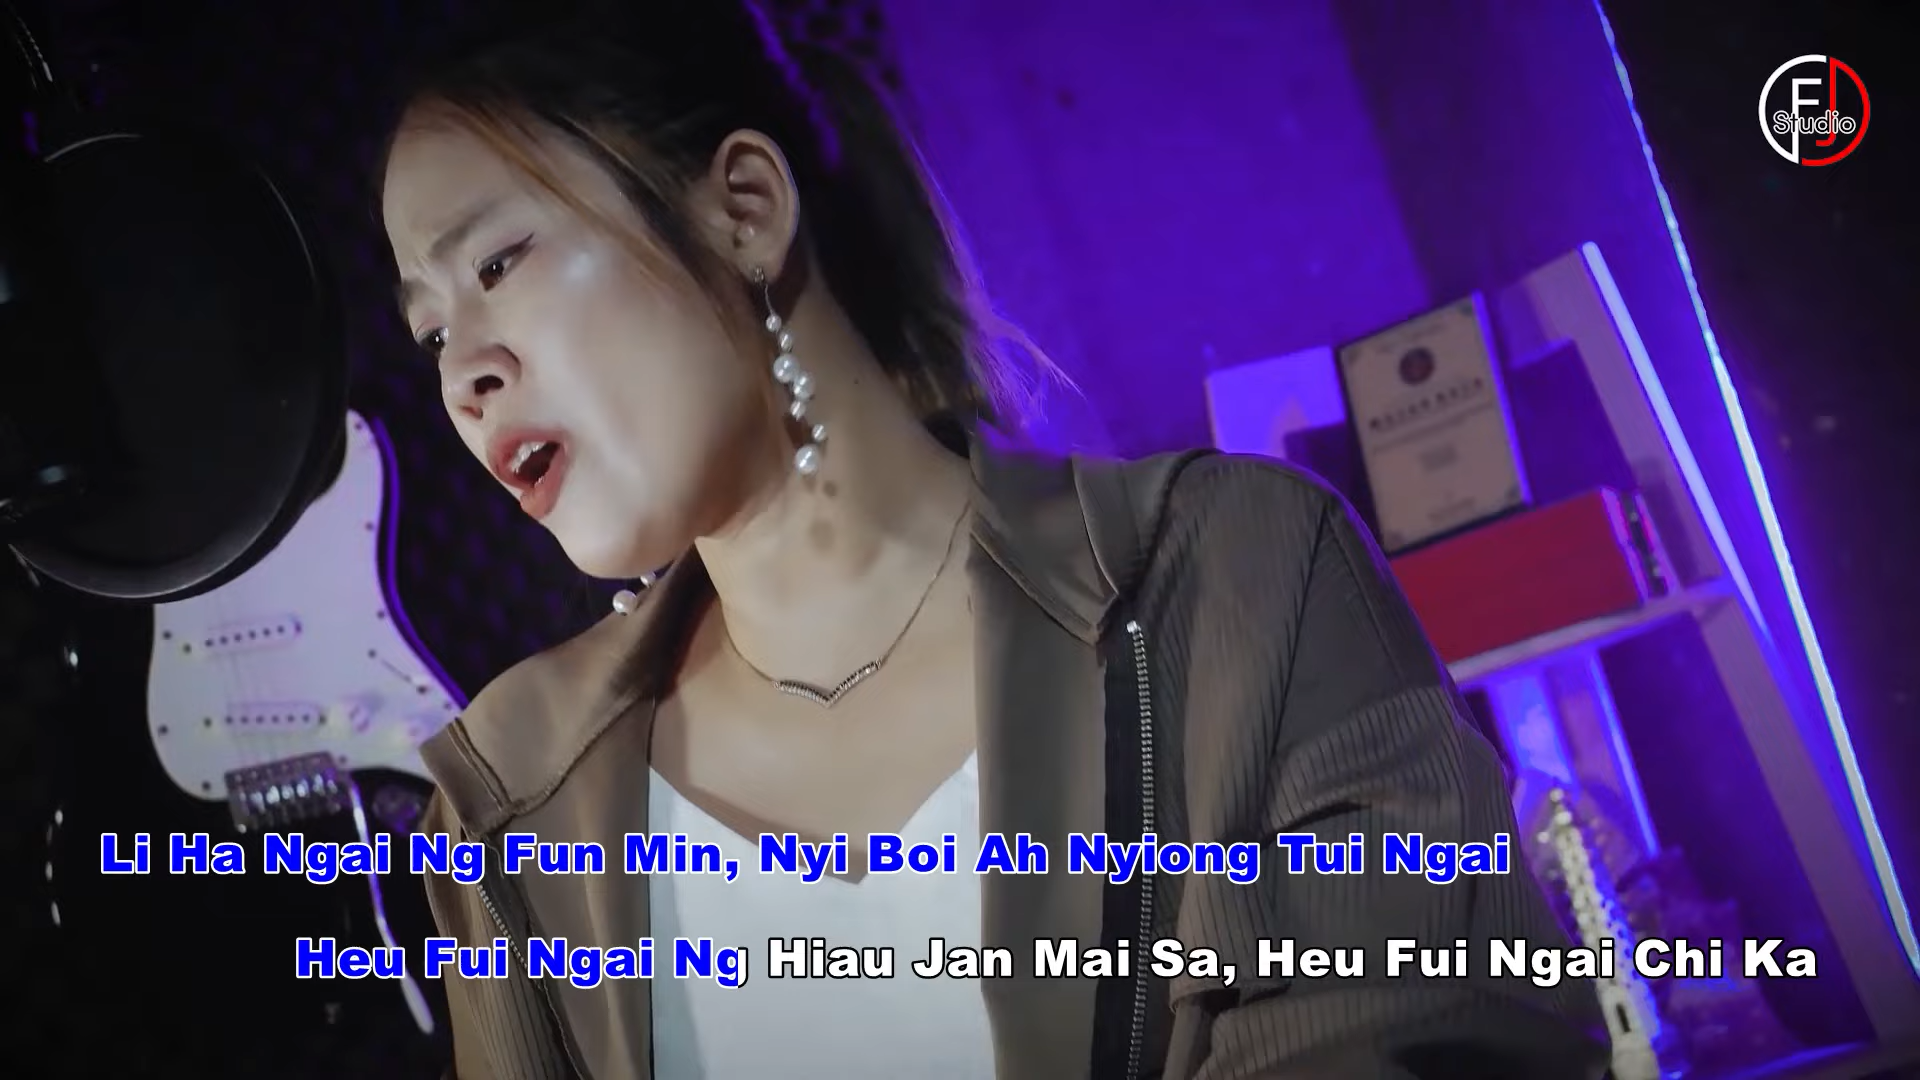 FJ
Studio
Li Ha Ngai Ng Fun Min, Nyi Boi Ah Nyiong Tui Ngai
Heu Fui Ngai Ng Hiau Jan Mai Sa, Heu Fui Ngai Chi Ka